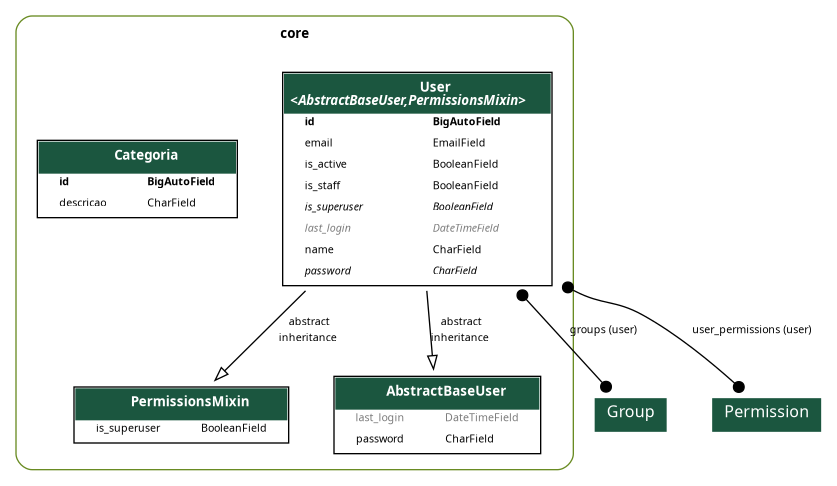 core
User
<AbstractBaseUser,PermissionsMixin>
id BigAutoField
email EmailField
is_active BooleanField
is_staff BooleanField
is_superuser BooleanField
last_login DateTimeField
name CharField
password CharField
Categoria
id BigAutoField
descricao CharField
abstract
inheritance
abstract
inheritance
groups (user)
user_permissions (user)
PermissionsMixin
is_superuser BooleanField
AbstractBaseUser
last_login DateTimeField
password CharField
Group
Permission